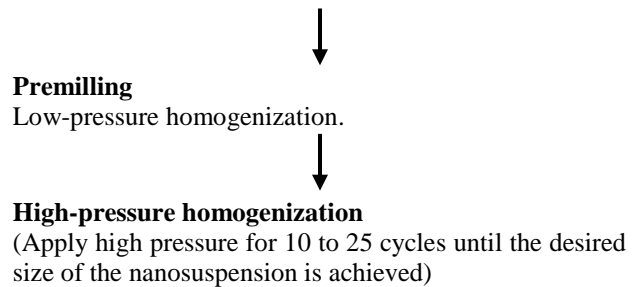 Premilling
Low-pressure homogenization.
High-pressure homogenization
(Apply high pressure for 10 to 25 cycles until the desired
size of the nanosuspension is achieved)